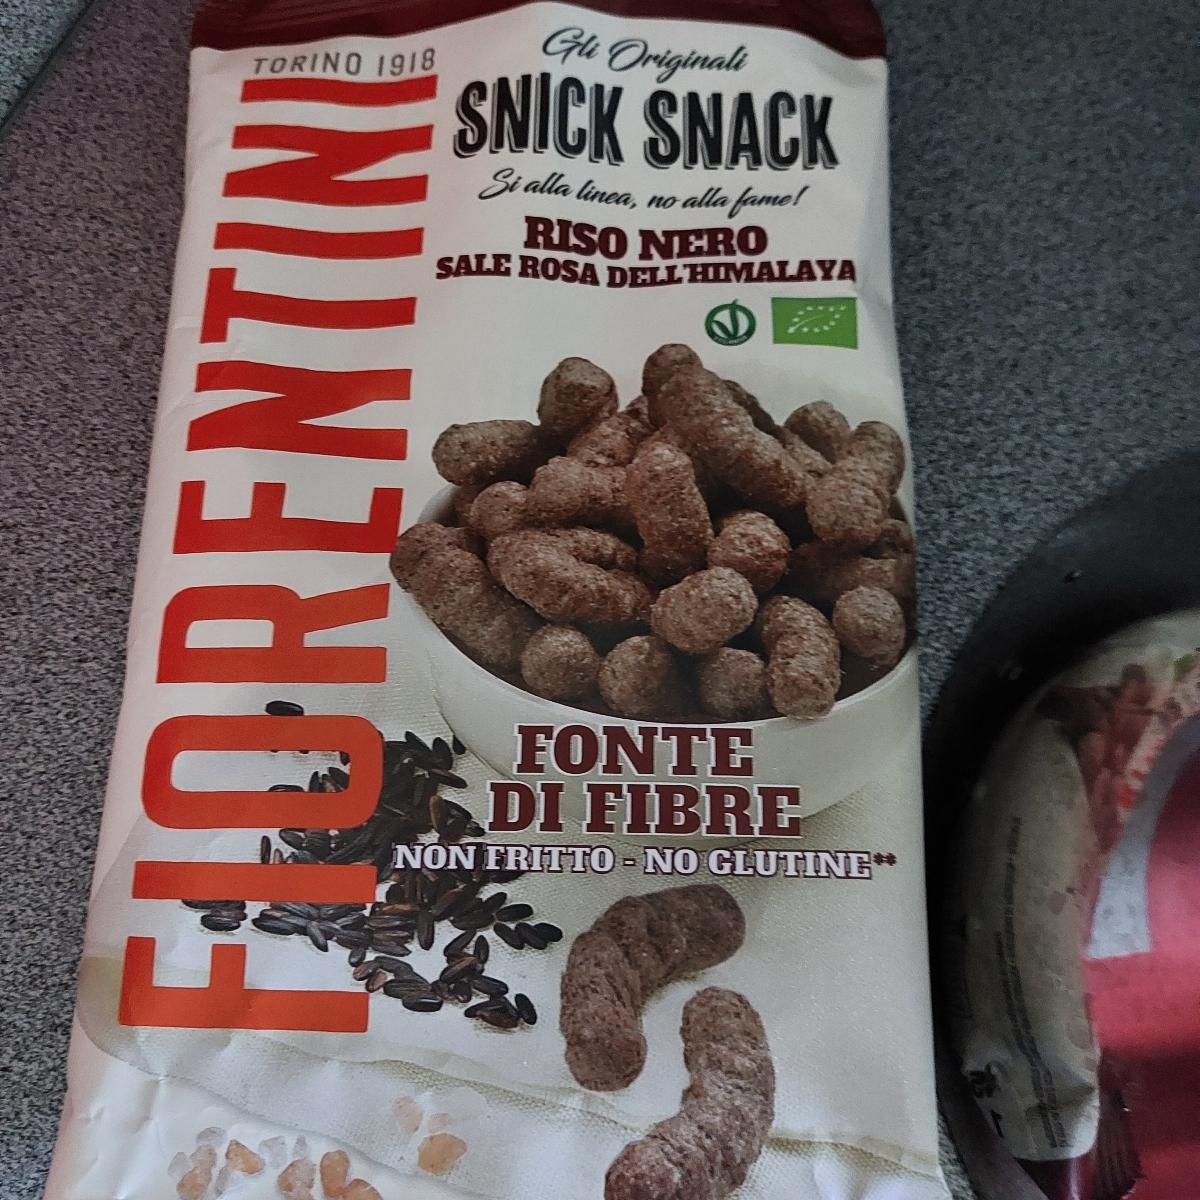 TORINO 1918
FIORENTINI
Gli Originali
SNICK SNACK
Si alla linea, no alla fame!
RISO NERO
SALE ROSA DELL'HIMALAYA
FONTE
DI FIBRE
NON FRITTO - NO GLUTINE**